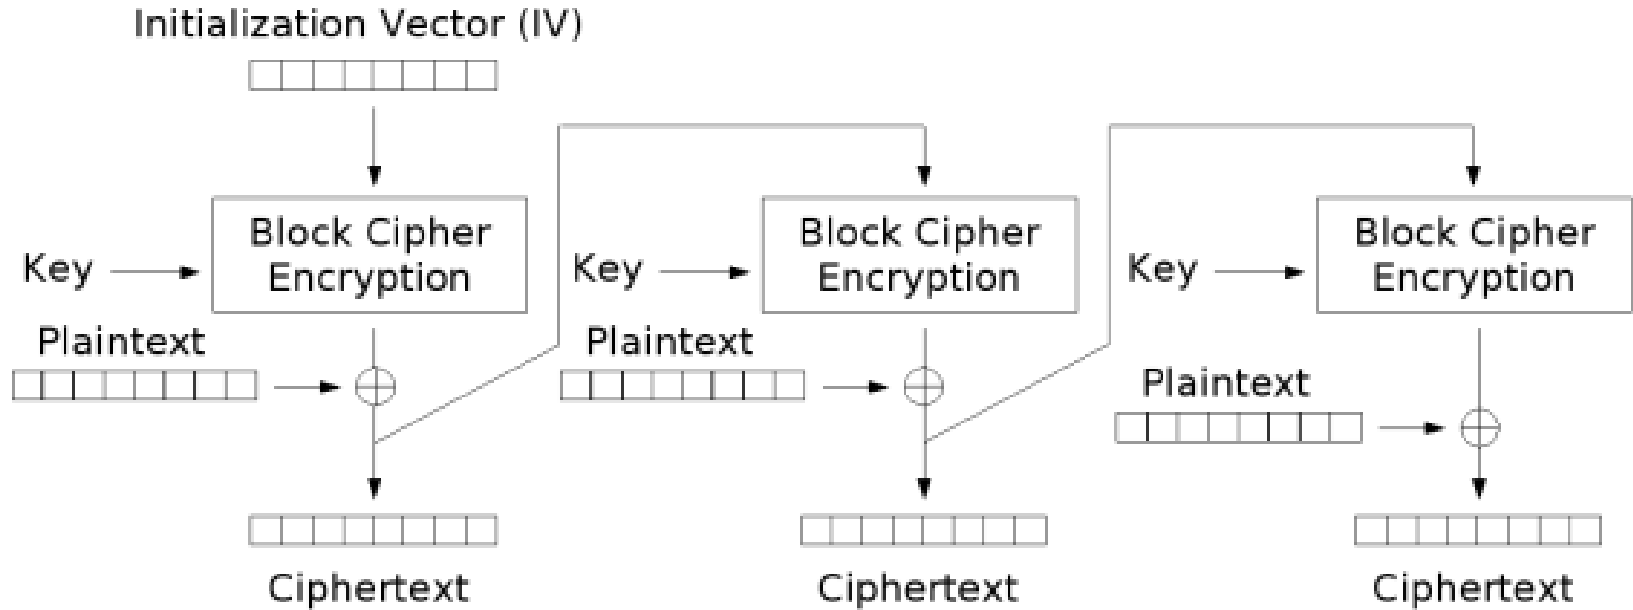 Initialization Vector (IV)
Block Cipher
Encryption
Key
Plaintext
Ciphertext
Block Cipher
Encryption
Key
Plaintext
Ciphertext
Block Cipher
Encryption
Key
Plaintext
Ciphertext